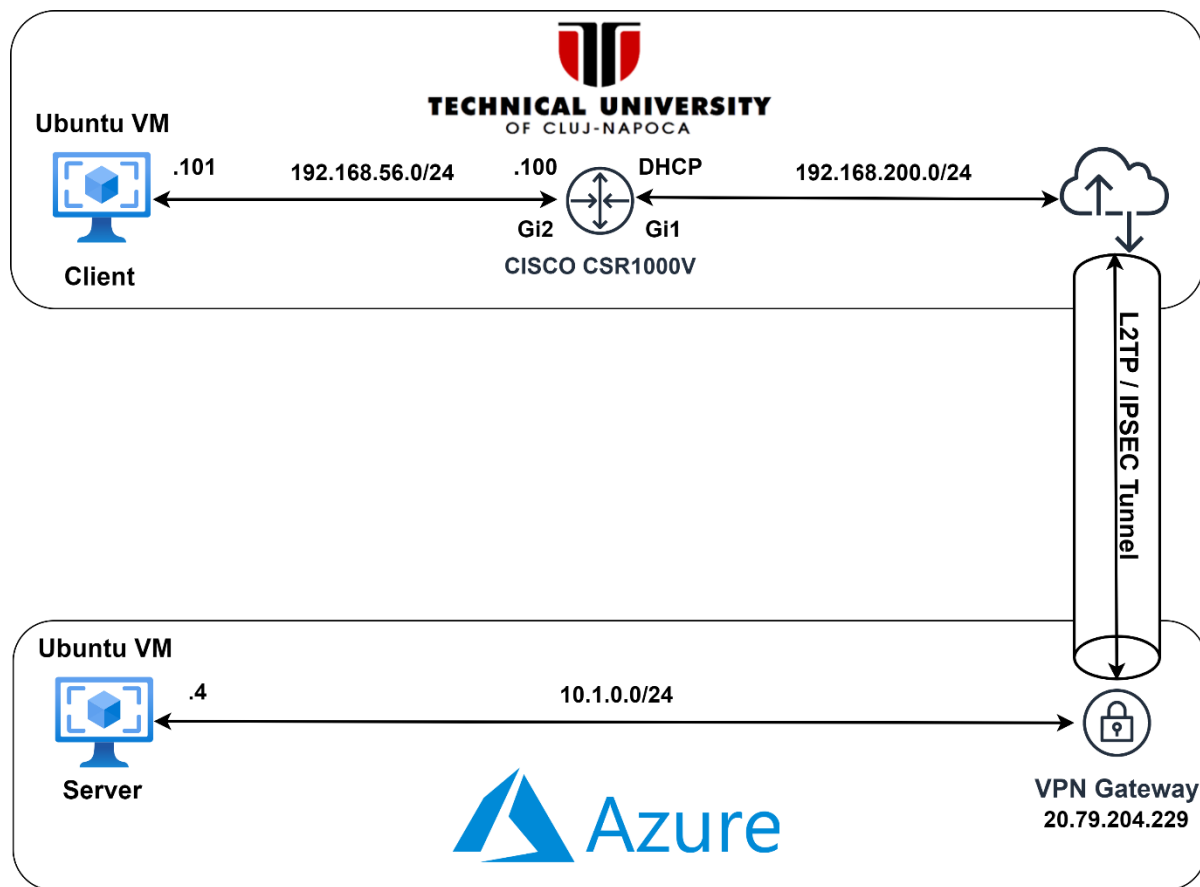 TECHNICAL UNIVERSITY
OF CLUJ-NAPOCA
Ubuntu VM
.101
192.168.56.0/24
.100
DHCP
192.168.200.0/24
Gi2
Gi1
Client
CISCO CSR1000V
L2TP / IPSEC Tunnel
Ubuntu VM
.4
10.1.0.0/24
Server
VPN Gateway
20.79.204.229
Azure